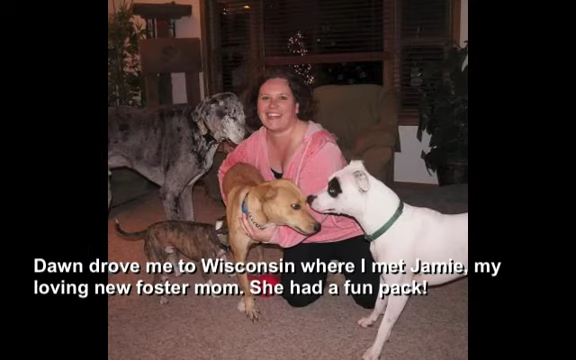 Dawn drove me to Wisconsin where I met Jamie, my
loving new foster mom. She had a fun pack!